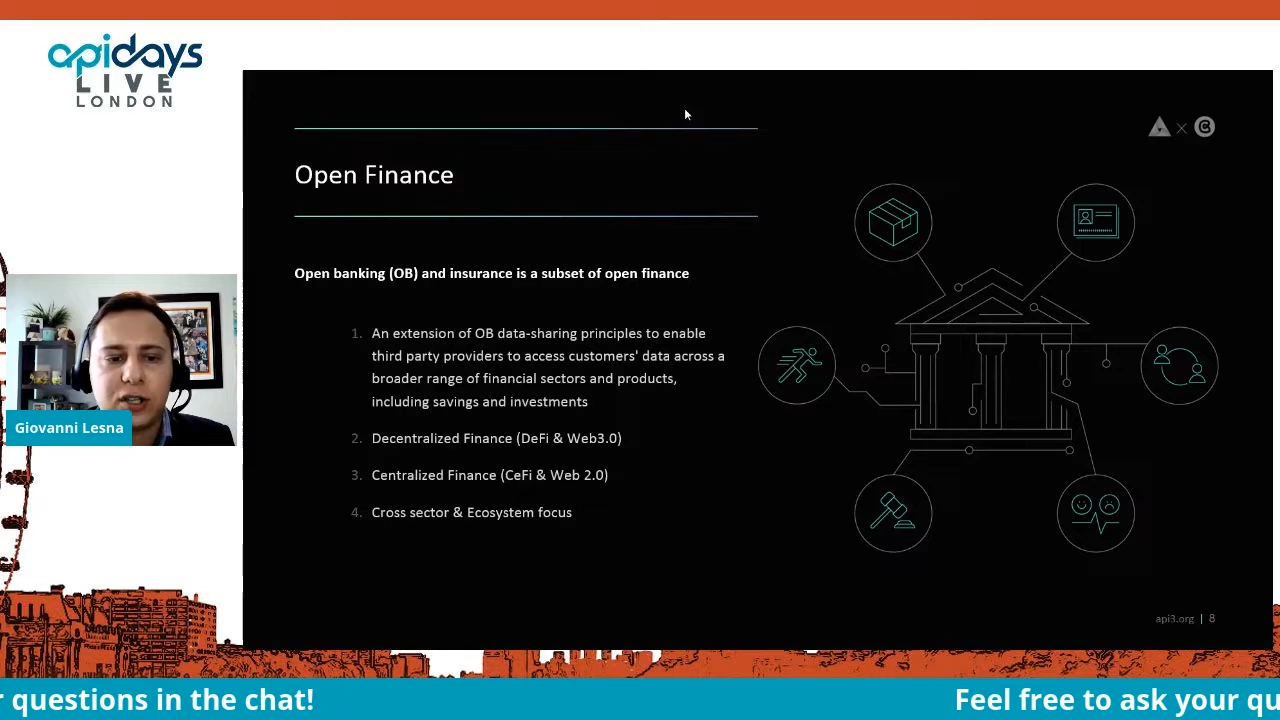 apidays
LIVE
LONDON
Open Finance
Open banking (OB) and insurance is a subset of open finance
1. An extension of OB data-sharing principles to enable
third party providers to access customers' data across a
broader range of financial sectors and products,
including savings and investments
2. Decentralized Finance (DeFi & Web3.0)
3. Centralized Finance (CeFi & Web 2.0)
4. Cross sector & Ecosystem focus
Giovanni Lesna
api3.org | 8
r questions in the chat!
Feel free to ask your qu